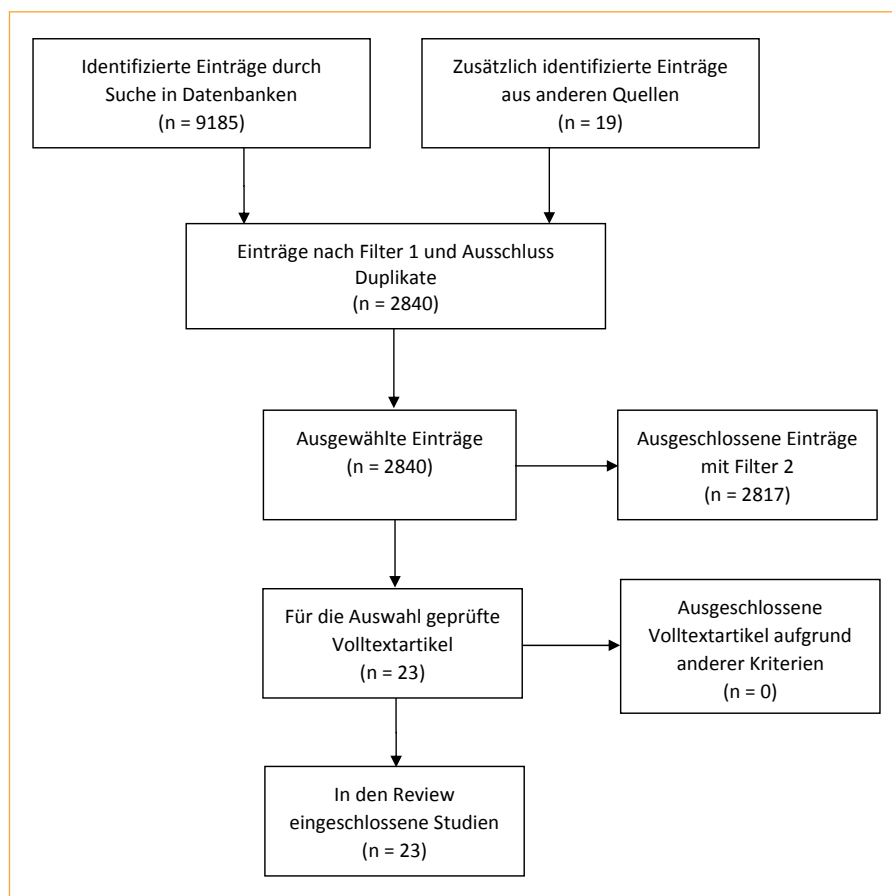 Identifizierte Einträge durch
Suche in Datenbanken
(n = 9185)
Zusätzlich identifizierte Einträge
aus anderen Quellen
(n = 19)
Einträge nach Filter 1 und Ausschluss
Duplikate
(n = 2840)
Ausgewählte Einträge
(n = 2840)
Ausgeschlossene Einträge
mit Filter 2
(n = 2817)
Für die Auswahl geprüfte
Volltextartikel
(n = 23)
Ausgeschlossene
Volltextartikel aufgrund
anderer Kriterien
(n = 0)
In den Review
eingeschlossene Studien
(n = 23)